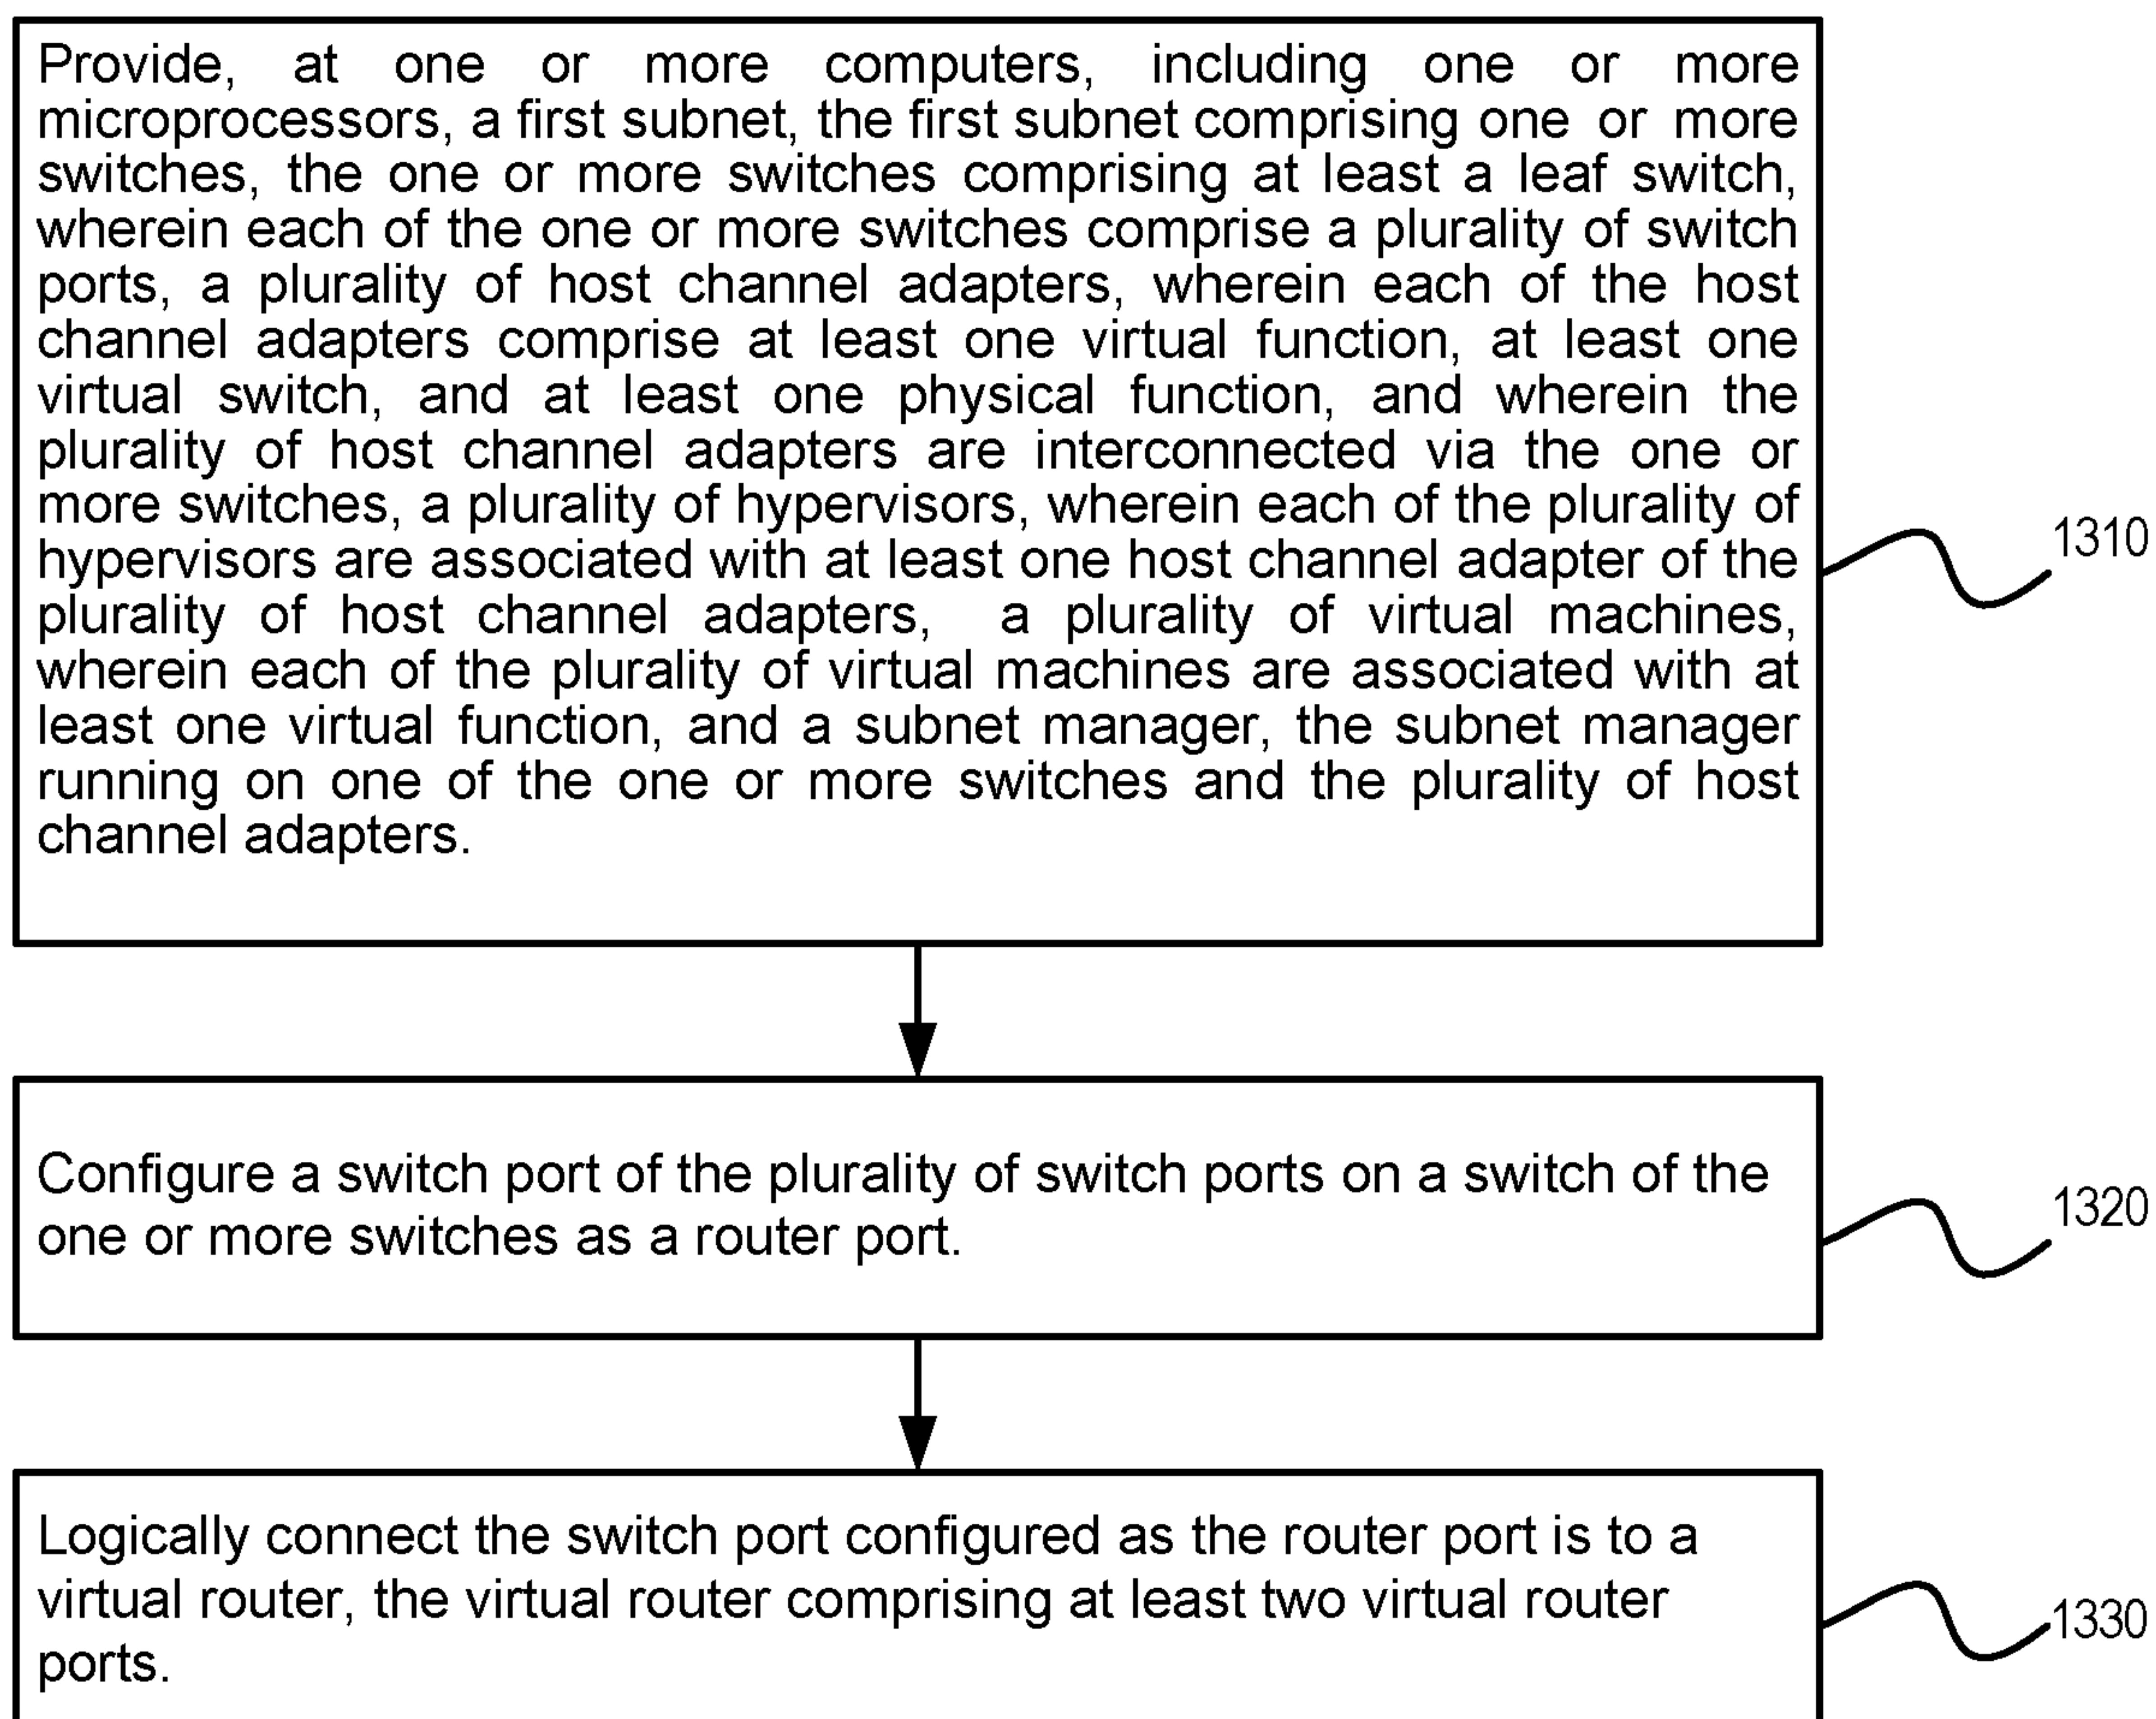 Provide, at one or more computers, including one or more
microprocessors, a first subnet, the first subnet comprising one or more
switches, the one or more switches comprising at least a leaf switch,
wherein each of the one or more switches comprise a plurality of switch
ports, a plurality of host channel adapters, wherein each of the host
channel adapters comprise at least one virtual function, at least one
virtual switch, and at least one physical function, and wherein the
plurality of host channel adapters are interconnected via the one or
more switches, a plurality of hypervisors, wherein each of the plurality of
hypervisors are associated with at least one host channel adapter of the
plurality of host channel adapters, a plurality of virtual machines,
wherein each of the plurality of virtual machines are associated with at
least one virtual function, and a subnet manager, the subnet manager
running on one of the one or more switches and the plurality of host
channel adapters.
1310
Configure a switch port of the plurality of switch ports on a switch of the
one or more switches as a router port.
1320
Logically connect the switch port configured as the router port is to a
virtual router, the virtual router comprising at least two virtual router
ports.
1330